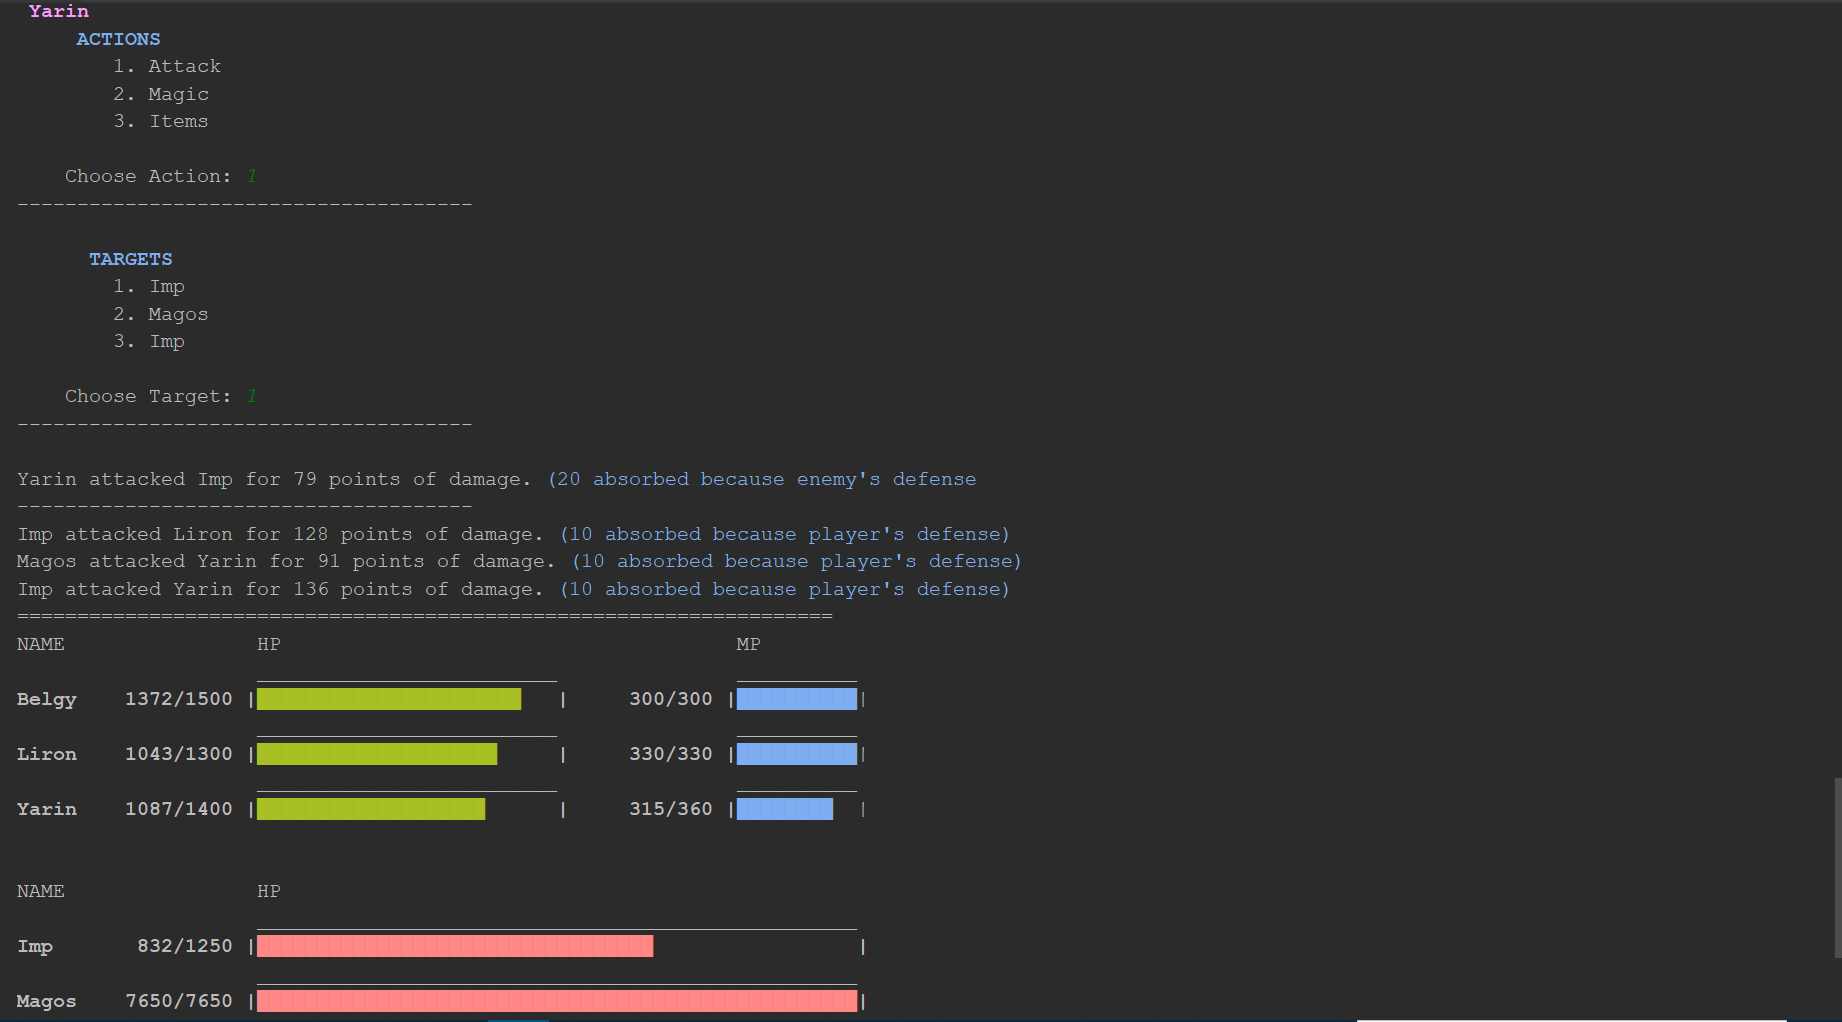 Yarin
ACTIONS
1. Attack
2. Magic
3. Items
Choose Action: 1
--------------------------------------
TARGETS
1. Imp
2. Magos
3. Imp
Choose Target: 1
--------------------------------------
Yarin attacked Imp for 79 points of damage. (20 absorbed because enemy's defense
--------------------------------------
Imp attacked Liron for 128 points of damage. (10 absorbed because player's defense)
Magos attacked Yarin for 91 points of damage. (10 absorbed because player's defense)
Imp attacked Yarin for 136 points of damage. (10 absorbed because player's defense)
====================================================================
NAME HP MP
Belgy 1372/1500 | | 300/300 | |
Liron 1043/1300 | | 330/330 | |
Yarin 1087/1400 | | 315/360 | |
NAME HP
Imp 832/1250 | |
Magos 7650/7650 | |